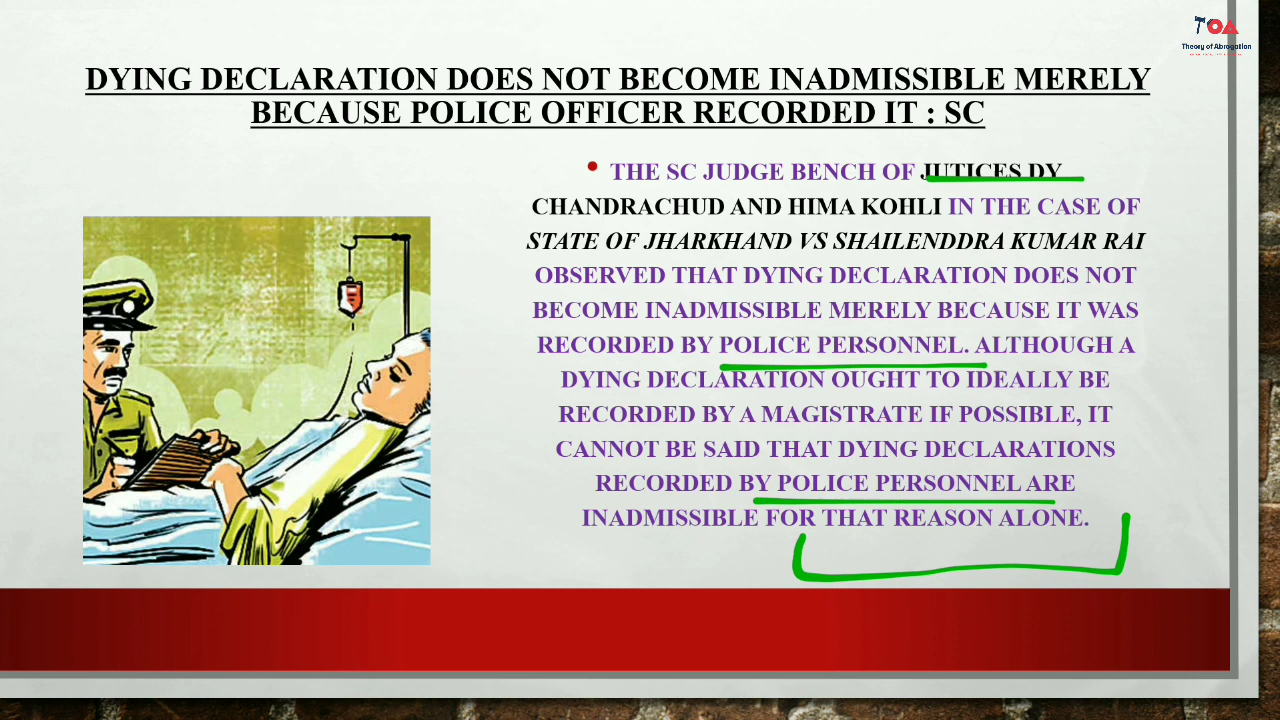 TOA
Theory of Abrogation
DYING DECLARATION DOES NOT BECOME INADMISSIBLE MERELY
BECAUSE POLICE OFFICER RECORDED IT : SC
• THE SC JUDGE BENCH OF JUTICES DY
CHANDRACHUD AND HIMA KOHLI IN THE CASE OF
STATE OF JHARKHAND VS SHAILENDDRA KUMAR RAI
OBSERVED THAT DYING DECLARATION DOES NOT
BECOME INADMISSIBLE MERELY BECAUSE IT WAS
RECORDED BY POLICE PERSONNEL. ALTHOUGH A
DYING DECLARATION OUGHT TO IDEALLY BE
RECORDED BY A MAGISTRATE IF POSSIBLE, IT
CANNOT BE SAID THAT DYING DECLARATIONS
RECORDED BY POLICE PERSONNEL ARE
INADMISSIBLE FOR THAT REASON ALONE.